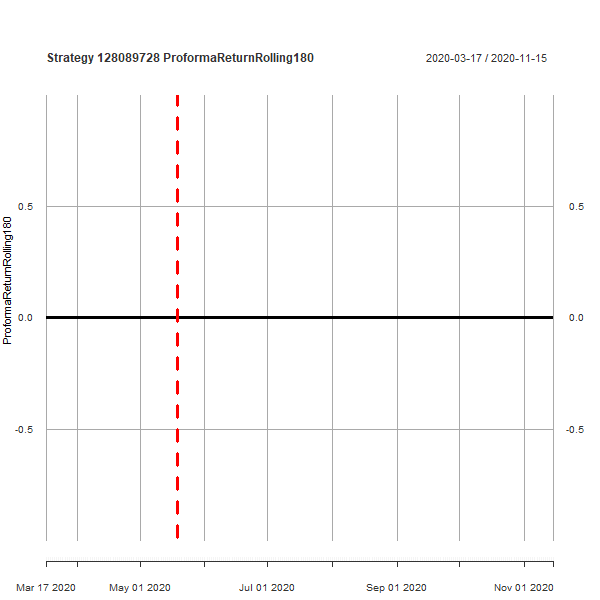 Strategy 128089728 ProformaReturnRolling180
2020-03-17 / 2020-11-15
ProformaReturnRolling180
0.5
0.5
0.0
0.0
-0.5
-0.5
Mar 17 2020
May 01 2020
Jul 01 2020
Sep 01 2020
Nov 01 2020